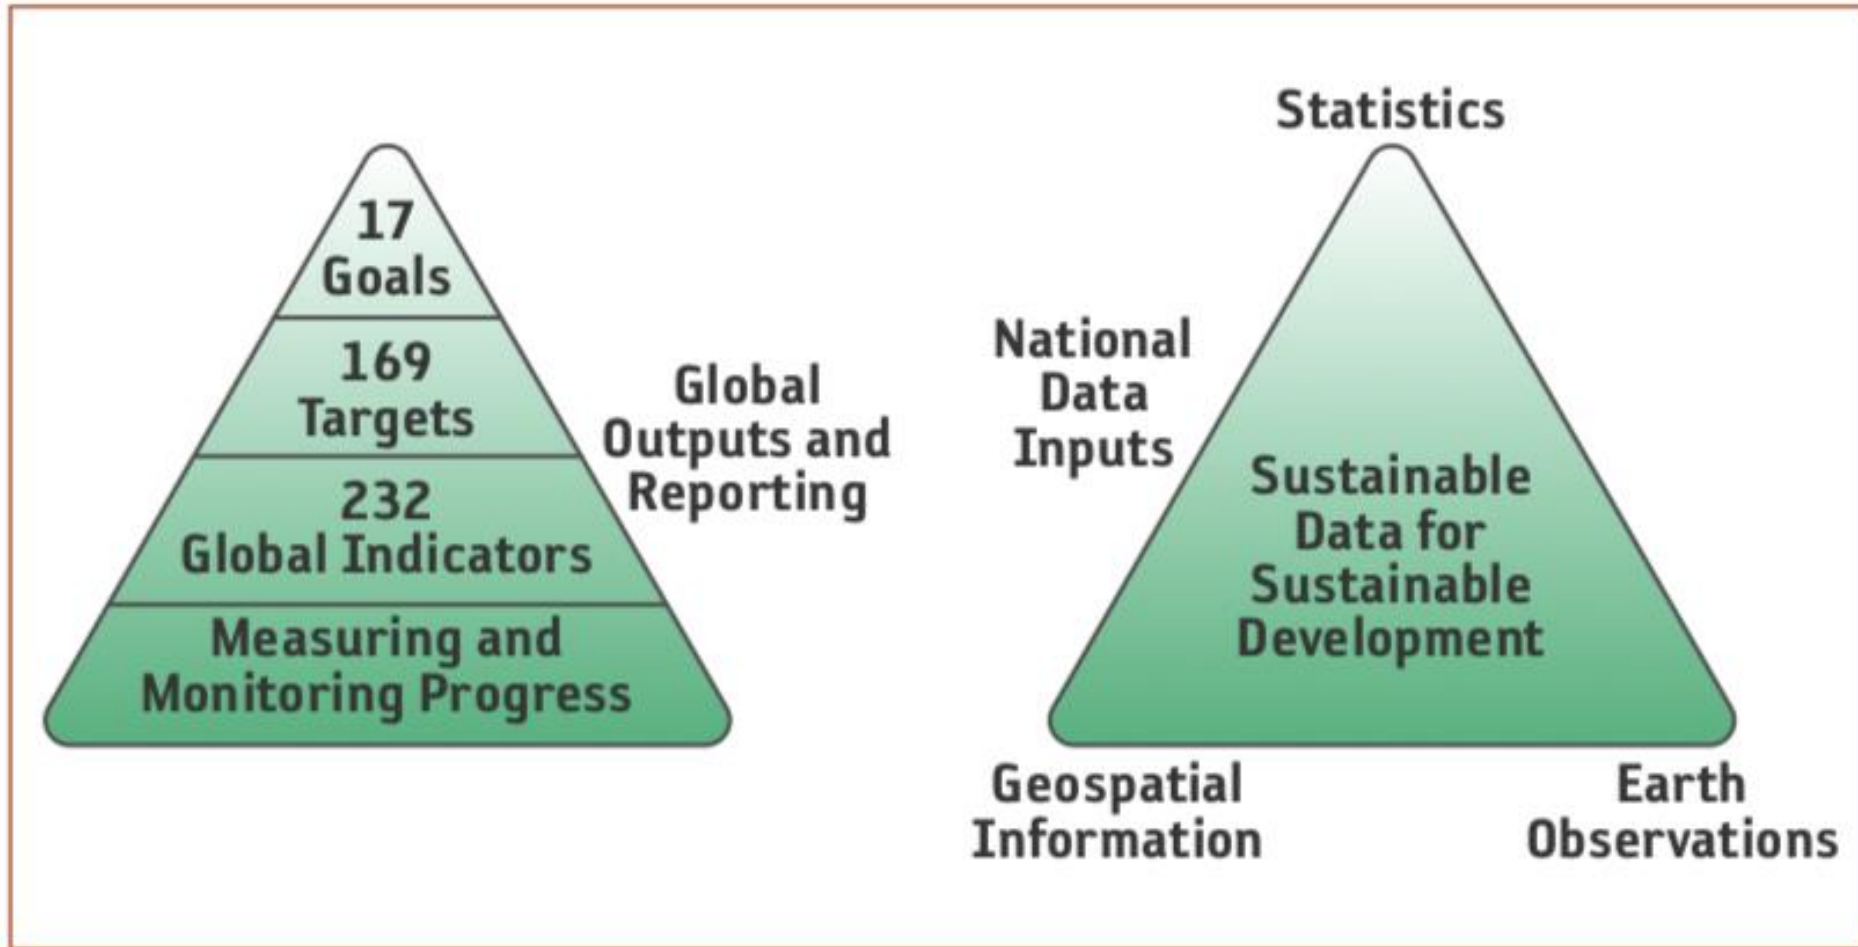 17
Goals
169
Targets
232
Global Indicators
Measuring and
Monitoring Progress
Global
Outputs and
Reporting
Statistics
National
Data
Inputs
Sustainable
Data for
Sustainable
Development
Geospatial
Information
Earth
Observations